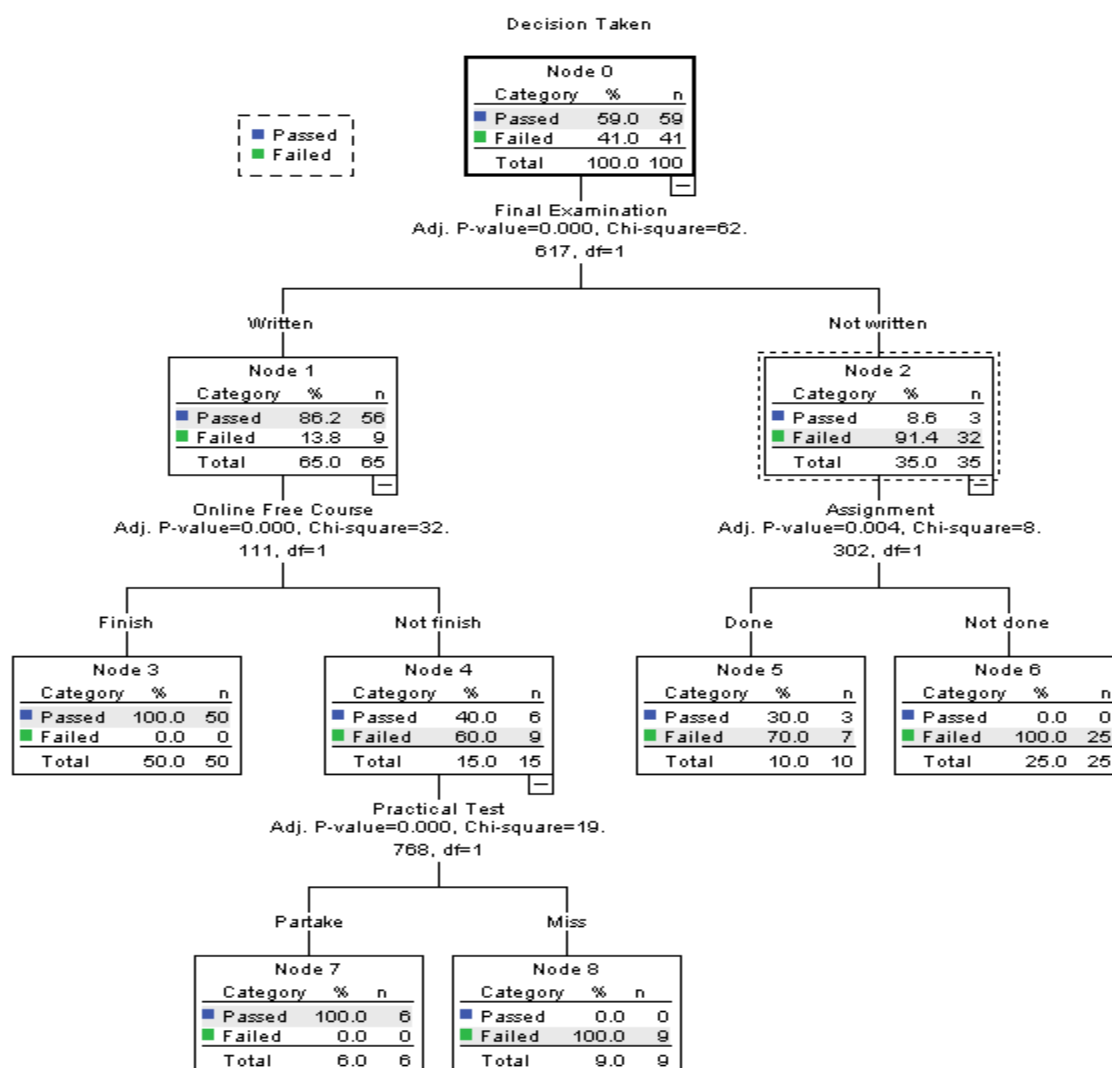 Decision Taken
Node 0
Category % n
Passed 59.0 59
Failed 41.0 41
Total 100.0 100
Passed
Failed
Final Examination
Adj. P-value=0.000, Chi-square=62.
617, df=1
Written
Not written
Node 1
Category % n
Passed 86.2 56
Failed 13.8 9
Total 65.0 65
Node 2
Category % n
Passed 8.6 3
Failed 91.4 32
Total 35.0 35
Online Free Course
Adj. P-value=0.000, Chi-square=32.
111, df=1
Assignment
Adj. P-value=0.004, Chi-square=8.
302, df=1
Finish
Not finish
Done
Not done
Node 3
Category % n
Passed 100.0 50
Failed 0.0 0
Total 50.0 50
Node 4
Category % n
Passed 40.0 6
Failed 60.0 9
Total 15.0 15
Node 5
Category % n
Passed 30.0 3
Failed 70.0 7
Total 10.0 10
Node 6
Category % n
Passed 0.0 0
Failed 100.0 25
Total 25.0 25
Practical Test
Adj. P-value=0.000, Chi-square=19.
768, df=1
Partake
Miss
Node 7
Category % n
Passed 100.0 6
Failed 0.0 0
Total 6.0 6
Node 8
Category % n
Passed 0.0 0
Failed 100.0 9
Total 9.0 9